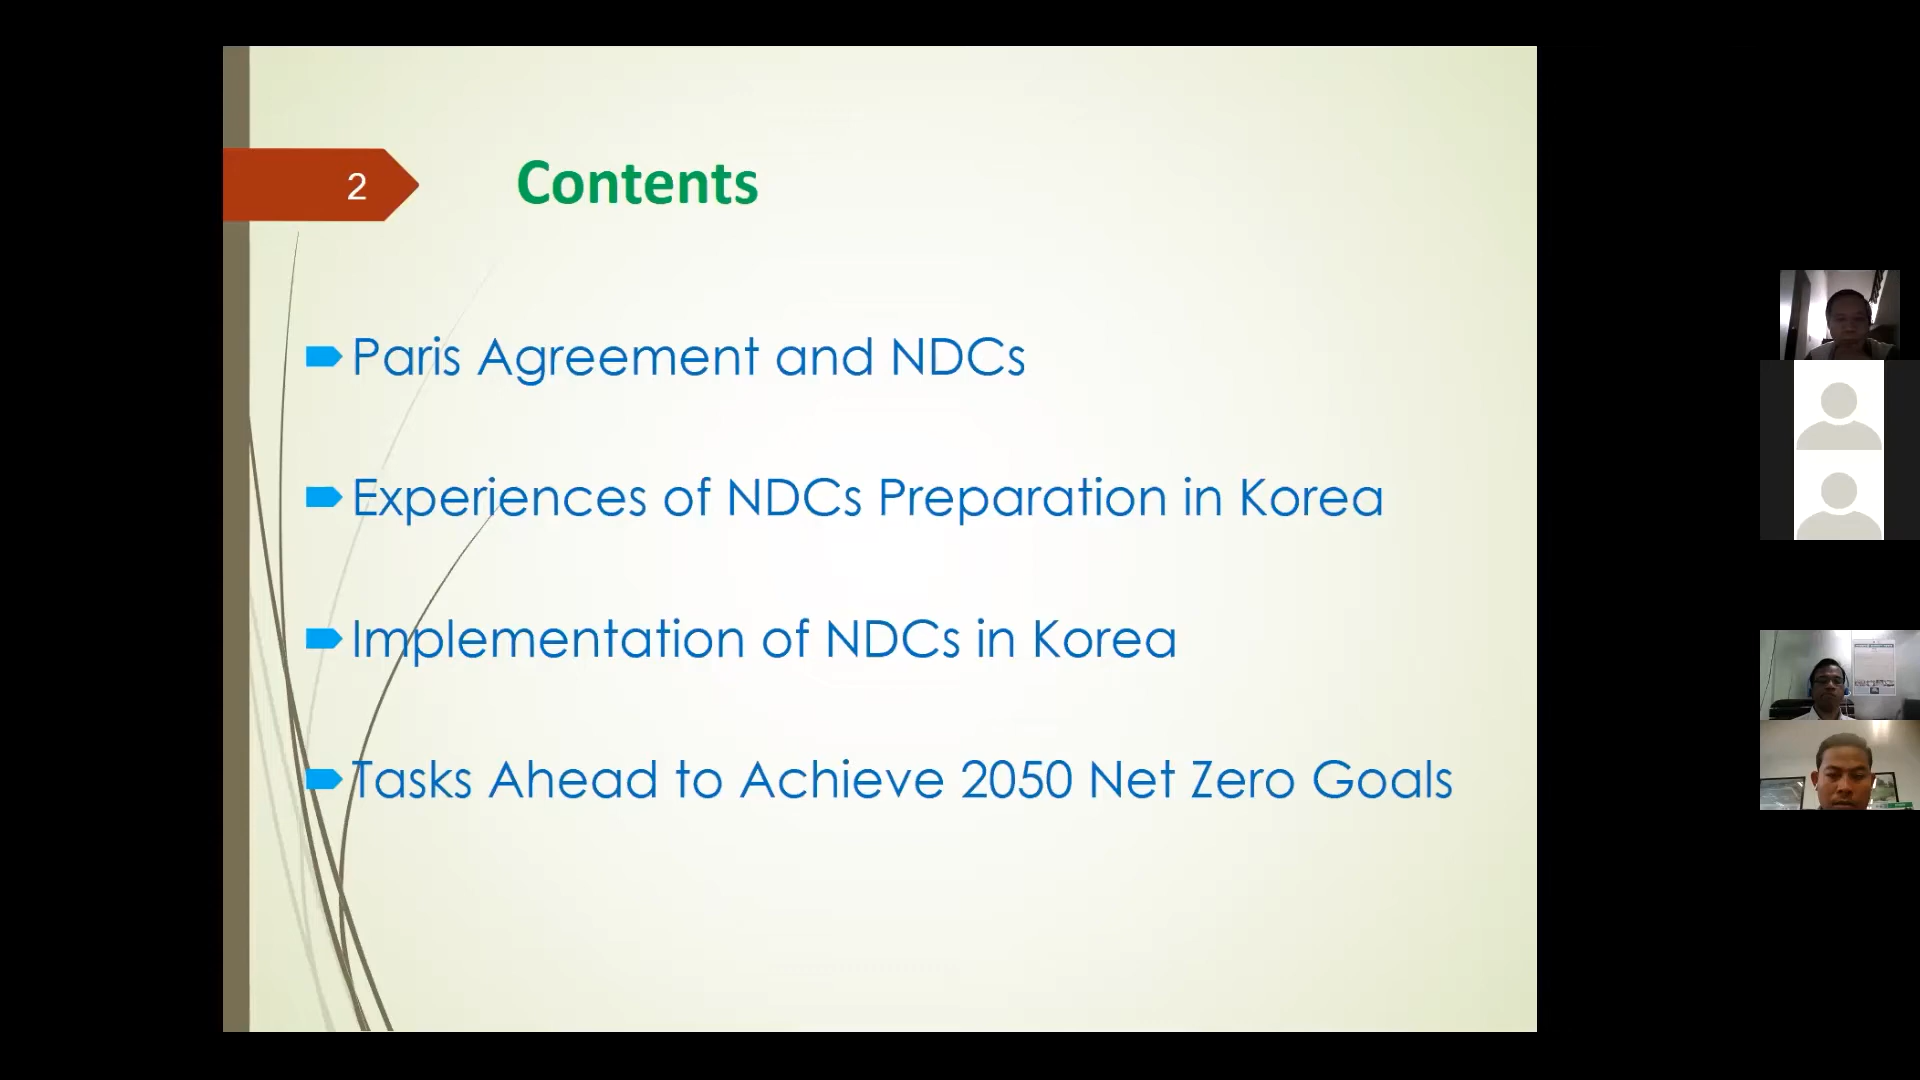 2
Contents
Paris Agreement and NDCs
Experiences of NDCs Preparation in Korea
Implementation of NDCs in Korea
Tasks Ahead to Achieve 2050 Net Zero Goals